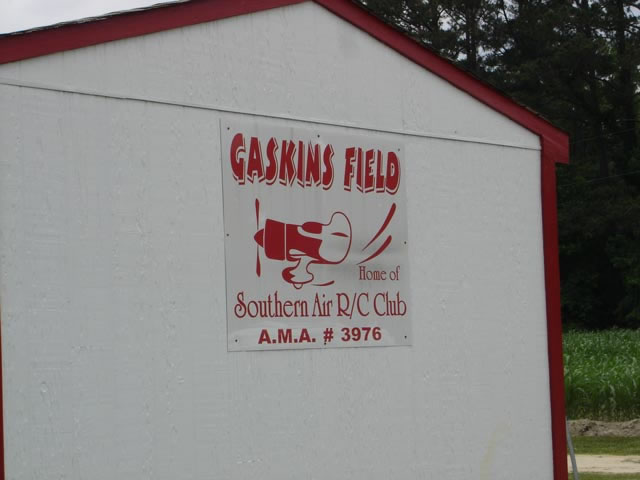 GASKINS FIELD
Home of
Southern Air R/C Club
A.M.A. # 3976